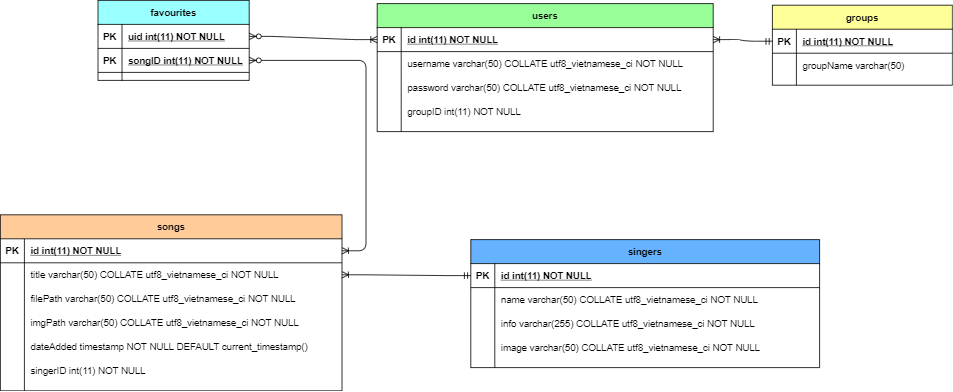 favourites
PK uid int(11) NOT NULL
PK songID int(11) NOT NULL
users
PK id int(11) NOT NULL
username varchar(50) COLLATE utf8_vietnamese_ci NOT NULL
password varchar(50) COLLATE utf8_vietnamese_ci NOT NULL
groupID int(11) NOT NULL
groups
PK id int(11) NOT NULL
groupName varchar(50)
songs
PK id int(11) NOT NULL
title varchar(50) COLLATE utf8_vietnamese_ci NOT NULL
filePath varchar(50) COLLATE utf8_vietnamese_ci NOT NULL
imgPath varchar(50) COLLATE utf8_vietnamese_ci NOT NULL
dateAdded timestamp NOT NULL DEFAULT current_timestamp()
singerID int(11) NOT NULL
singers
PK id int(11) NOT NULL
name varchar(50) COLLATE utf8_vietnamese_ci NOT NULL
info varchar(255) COLLATE utf8_vietnamese_ci NOT NULL
image varchar(50) COLLATE utf8_vietnamese_ci NOT NULL